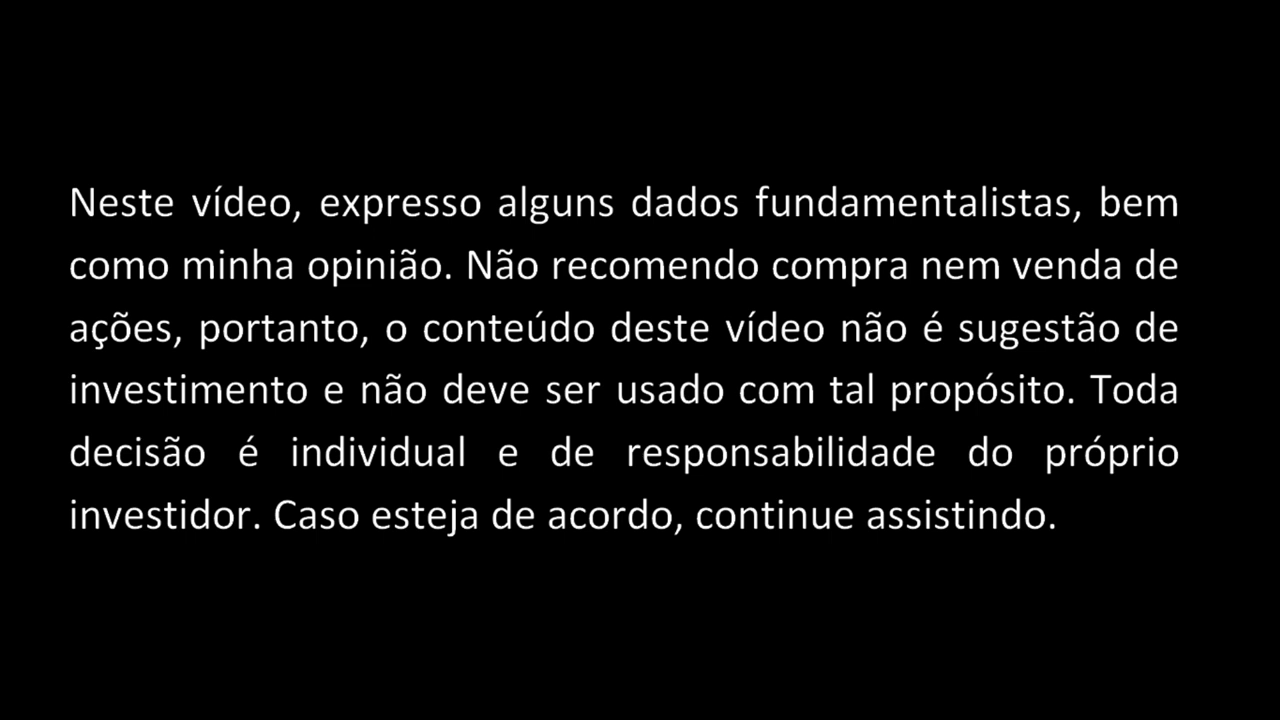 Neste vídeo, expresso alguns dados fundamentalistas, bem
como minha opinião. Não recomendo compra nem venda de
ações, portanto, o conteúdo deste vídeo não é sugestão de
investimento e não deve ser usado com tal propósito. Toda
decisão é individual e de responsabilidade do próprio
investidor. Caso esteja de acordo, continue assistindo.